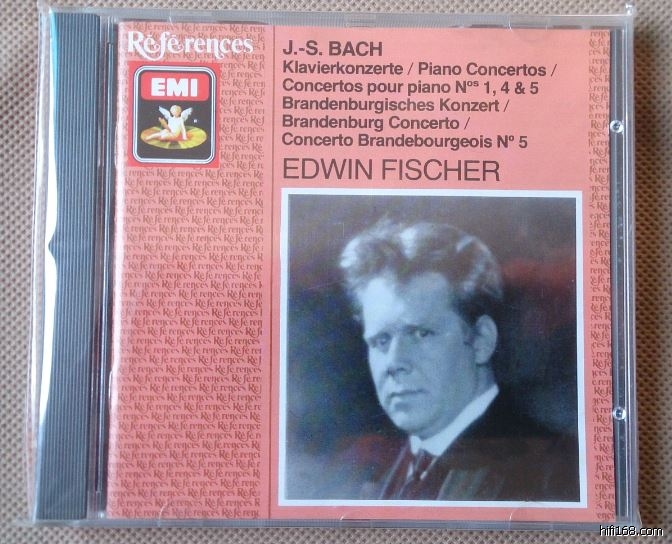 Références
EMI
J.-S. BACH
Klavierkonzerte / Piano Concertos /
Concertos pour piano Nos 1, 4 & 5
Brandenburgisches Konzert /
Brandenburg Concerto /
Concerto Brandebourgeois No 5
EDWIN FISCHER
hifi168.com